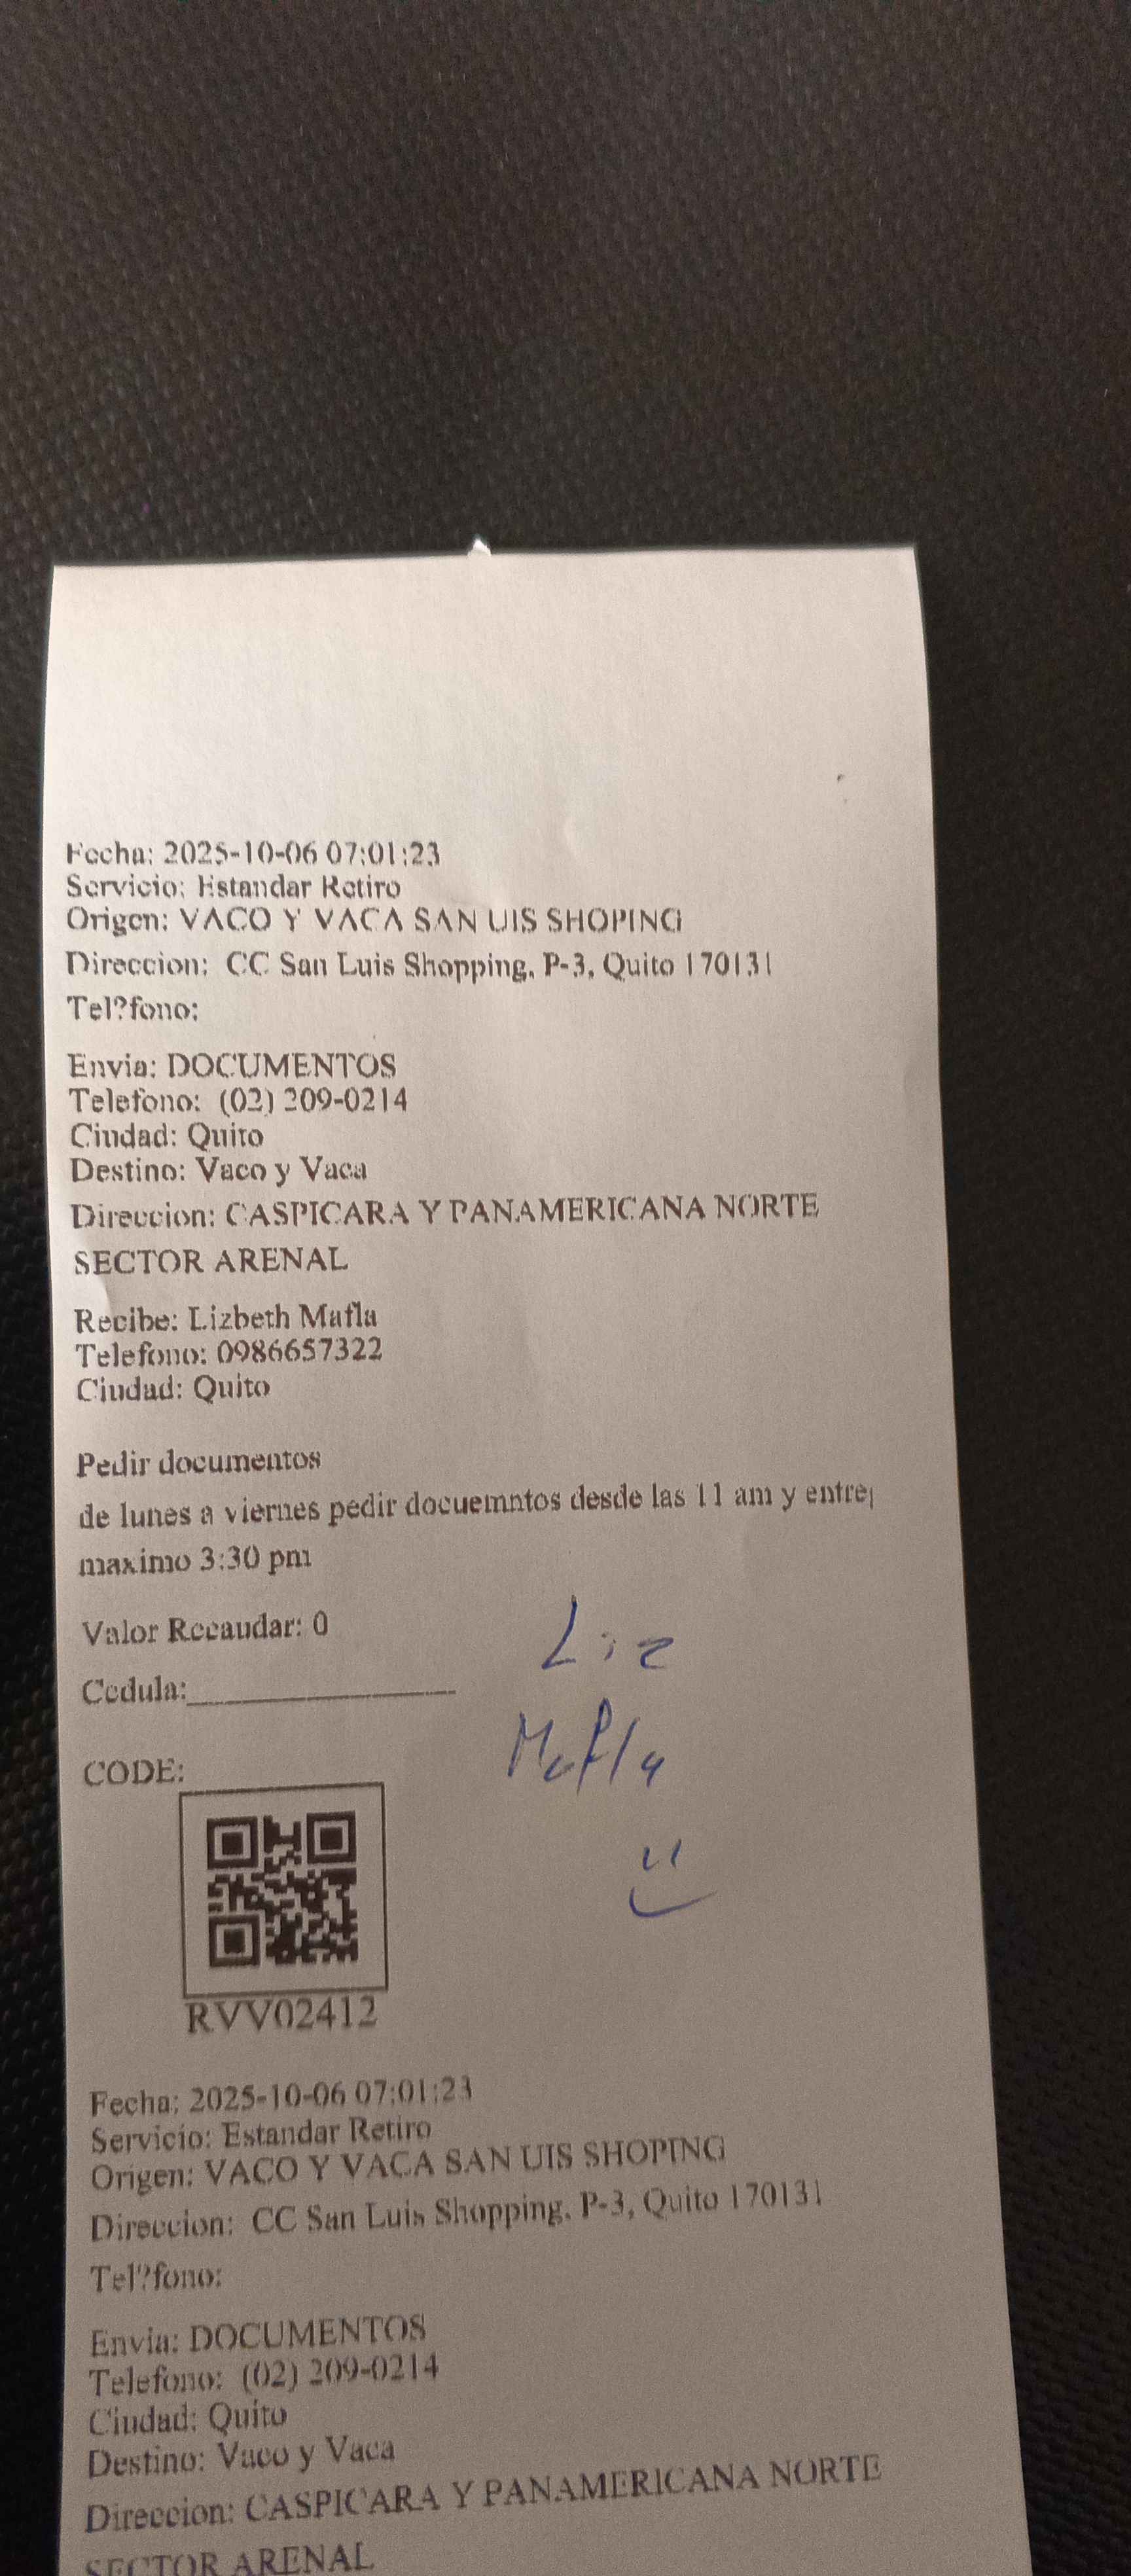 Fecha: 2025-10-06 07:01:23
Servicio: Estandar Retiro
Origen: VACO Y VACA SAN UIS SHOPING
Direccion: CC San Luis Shopping, P-3, Quito 170131
Tel?fono:
Envia: DOCUMENTOS
Telefono: (02) 209-0214
Ciudad: Quito
Destino: Vaco y Vaca
Direccion: CASPICARA Y PANAMERICANA NORTE
SECTOR ARENAL
Recibe: Lizbeth Mafla
Telefono: 0986657322
Ciudad: Quito
Pedir documentos
de lunes a viernes pedir docuemntos desde las 11 am y entre
maximo 3:30 pm
Valor Recaudar: 0
Liz
Cedula:
Mafla
CODE:
RVV02412
Fecha: 2025-10-06 07:01:23
Servicio: Estandar Retiro
Origen: VACO Y VACA SAN UIS SHOPING
Direccion: CC San Luis Shopping, P-3, Quito 170131
Tel?fono:
Envia: DOCUMENTOS
Telefono: (02) 209-0214
Ciudad: Quito
Destino: Vaco y Vaca
Direccion: CASPICARA Y PANAMERICANA NORTE
SECTOR ARENAL